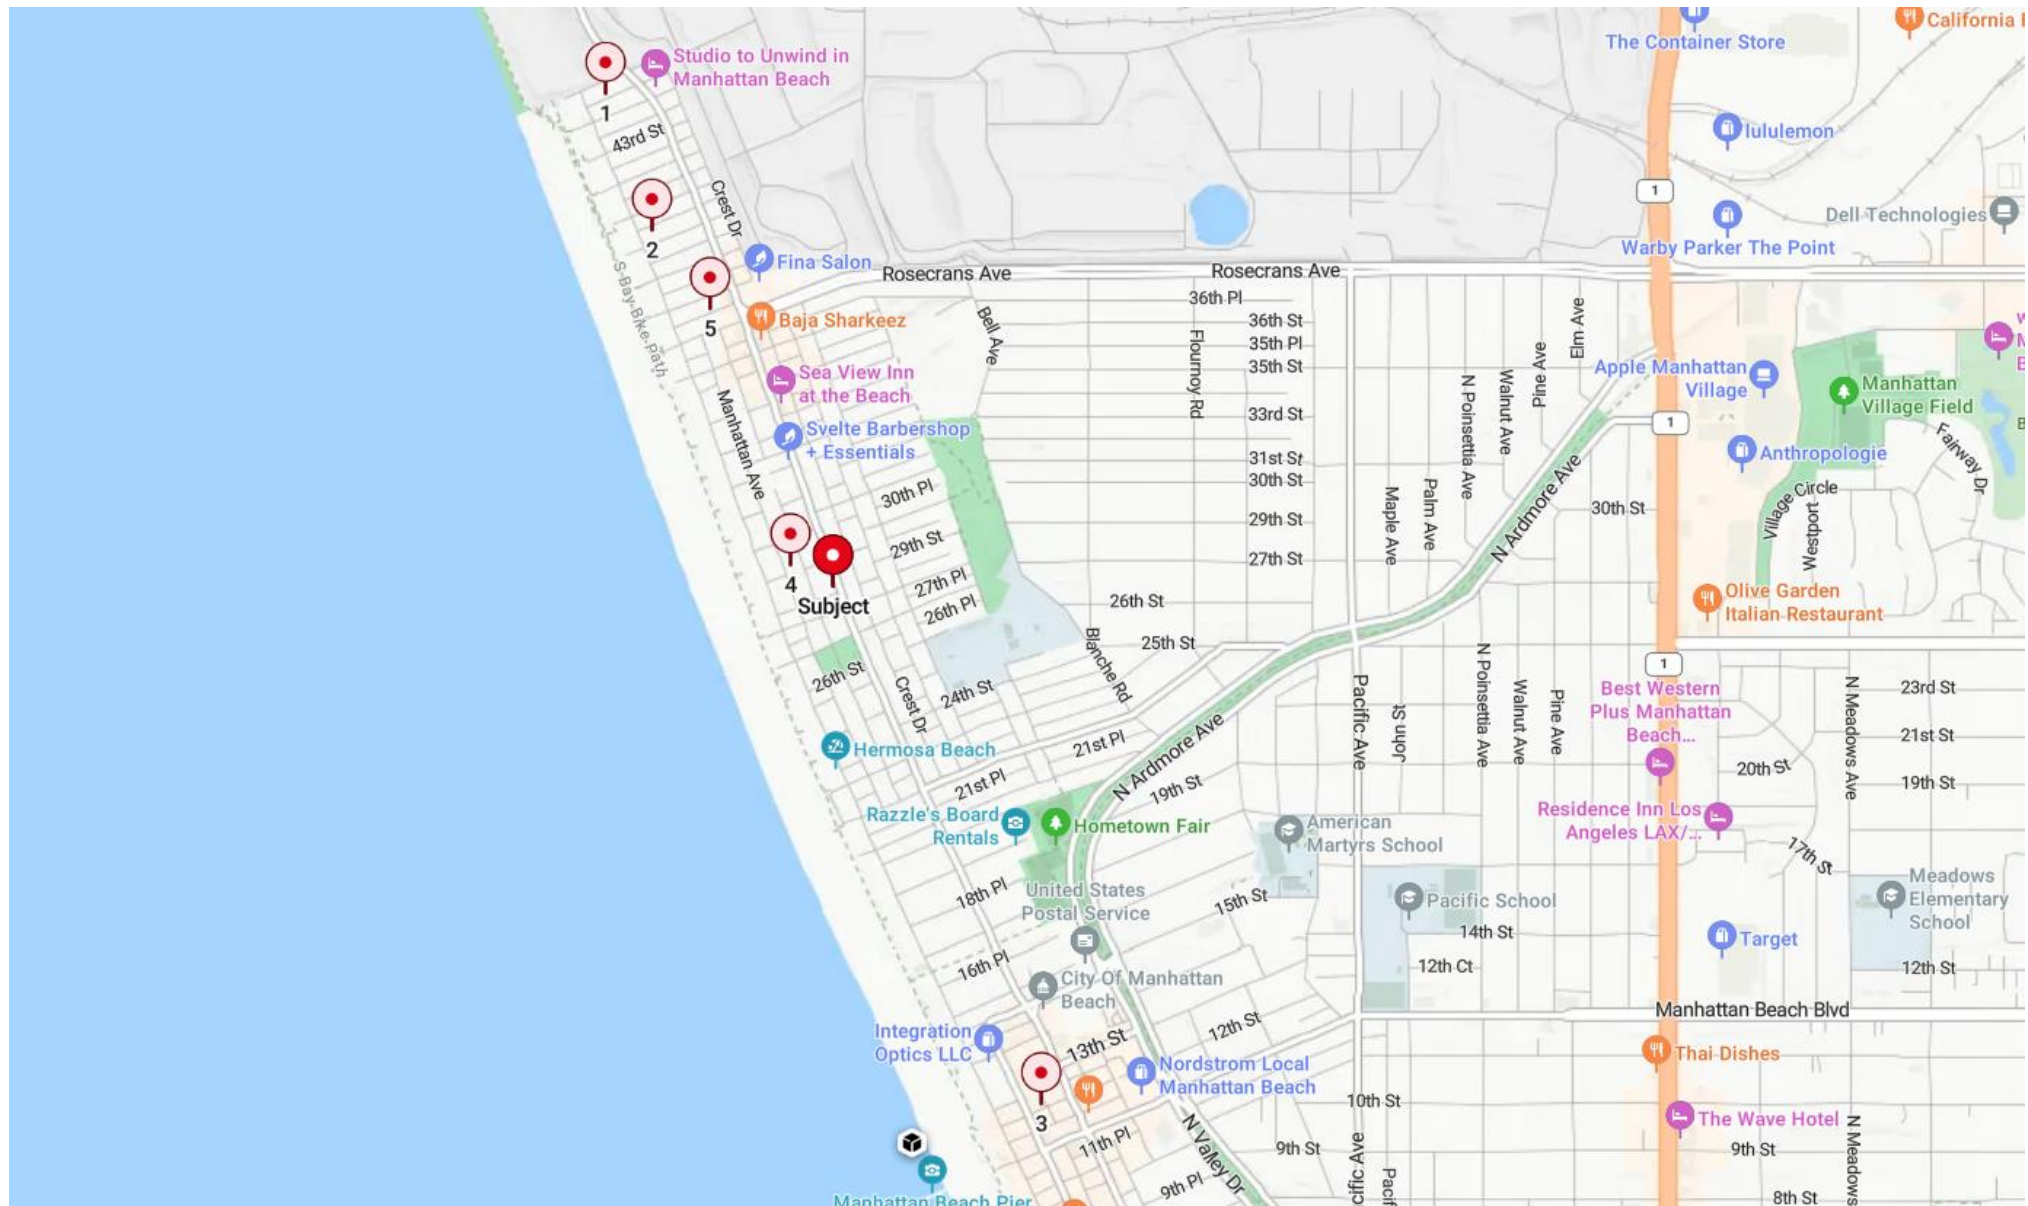 The Container Store
California
Studio to Unwind in
Manhattan Beach
1
43rd St
lululemon
Crest Dr
2
1
Dell Technologies
Warby Parker The Point
Fina Salon
Rosecrans Ave
Rosecrans Ave
S Bay Bike path
5
Baja Sharkeez
Bell Ave
36th Pl
36th St
35th Pl
35th St
Flournoy Rd
Elm Ave
Pine Ave
Walnut Ave
N Poinsettia Ave
Apple Manhattan
Village
Manhattan
Village Field
Sea View Inn
at the Beach
Manhattan Ave
33rd St
1
Svelte Barbershop
+ Essentials
Anthropologie
Fairway Dr
31st St
30th St
30th Pl
Maple Ave
Palm Ave
N Ardmore Ave
30th St
Village Circle
Westport
29th St
29th St
27th St
4
Subject
27th Pl
26th Pl
26th St
25th St
Olive Garden
Italian Restaurant
Blanche Rd
26th St
Crest Dr
24th St
N Poinsettia Ave
Walnut Ave
Pine Ave
Pacific Ave
John St
1
Best Western
Plus Manhattan
Beach...
N Meadows Ave
23rd St
21st St
20th St
19th St
Hermosa Beach
21st Pl
21st Pl
N Ardmore Ave
19th St
Razzle's Board
Rentals
Hometown Fair
American
Martyrs School
Residence Inn Los
Angeles LAX/...
17th St
18th Pl
United States
Postal Service
15th St
Pacific School
14th St
12th Ct
Meadows
Elementary
School
Target
12th St
16th Pl
City Of Manhattan
Beach
Manhattan Beach Blvd
Integration
Optics LLC
13th St
12th St
Nordstrom Local
Manhattan Beach
Thai Dishes
3
10th St
The Wave Hotel
11th Pl
N Valley Dr
9th St
9th St
N Meadows
9th Pl
8th St
Manhattan Beach Pier